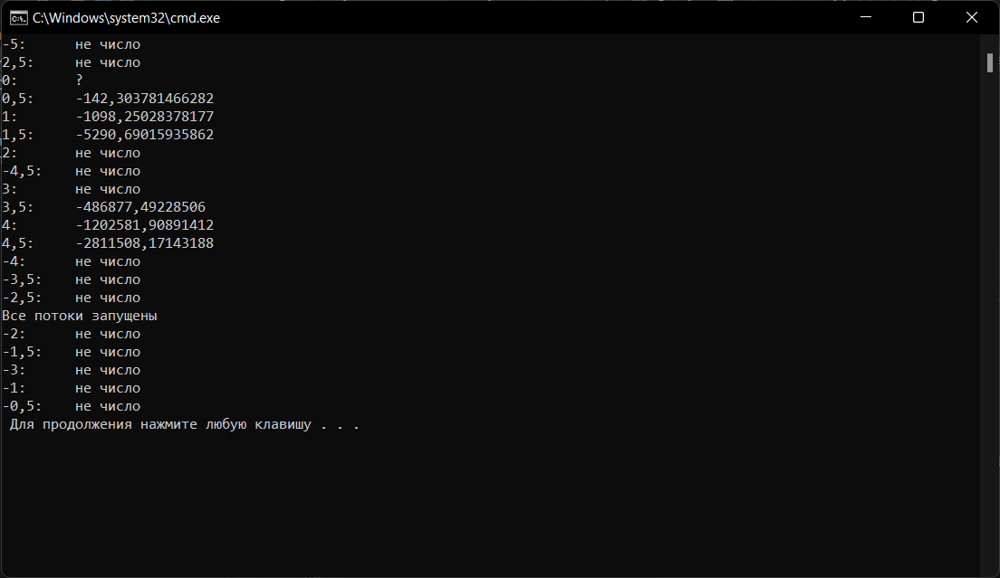 C:\Windows\system32\cmd.exe
-5: не число
2,5: не число
0: ?
0,5: -142,303781466282
1: -1098,25028378177
1,5: -5290,69015935862
2: не число
-4,5: не число
3: не число
3,5: -486877,49228506
4: -1202581,90891412
4,5: -2811508,17143188
-4: не число
-3,5: не число
-2,5: не число
Все потоки запущены
-2: не число
-1,5: не число
-3: не число
-1: не число
-0,5: не число
Для продолжения нажмите любую клавишу . . .